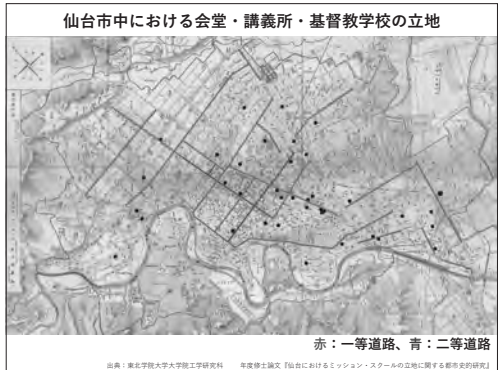 仙台市中における会堂・講義所・基督教学校の立地
赤：一等道路、青：二等道路
出典：東北学院大学大学院工学研究科　　年度修士論文『仙台におけるミッション・スクールの立地に関する都市史的研究』